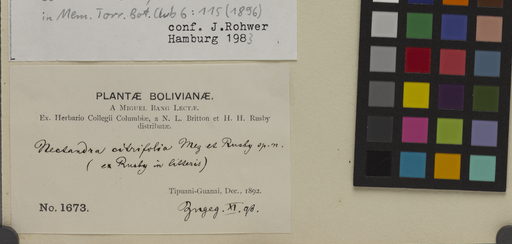 in Mem. Torr. Bot. Club 6: 115 (1896)
conf. J.Rohwer
Hamburg 1983
PLANTÆ BOLIVIANÆ.
A MIGUEL BANG LECTÆ.
Ex. Herbario Collegii Columbiæ, a N. L. Britton et H. H. Rusby
distributæ.
Nectandra citrifolia Mez et Rusby sp. n.
(ex Rusby in litteris)
Tipuani-Guanai. Dec., 1892.
No. 1673.
XI.